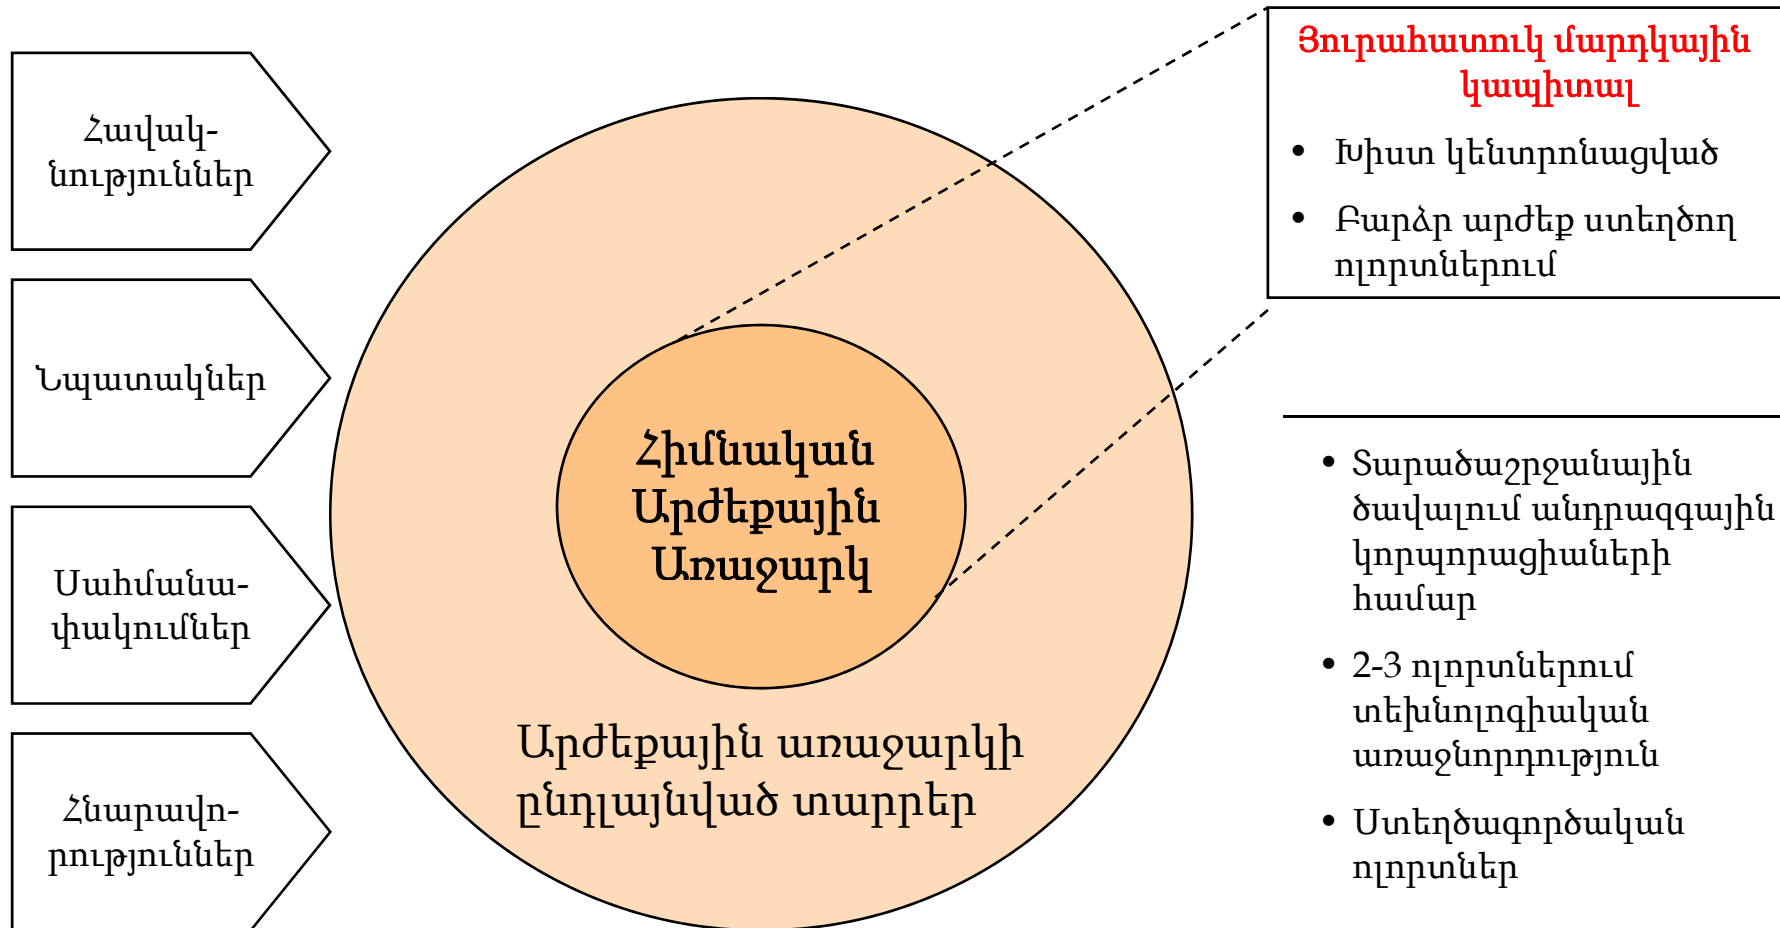 Հավակ-
նություններ
Նպատակներ
Սահմանա-
փակումներ
Հնարավո-
րություններ
Հիմնական
Արժեքային
Առաջարկ
Արժեքային առաջարկի
ընդլայնված տարրեր
Յուրահատուկ մարդկային
կապիտալ
• Խիստ կենտրոնացված
• Բարձր արժեք ստեղծող
ոլորտներում
• Տարածաշրջանային
ծավալում անդրազգային
կորպորացիաների
համար
• 2-3 ոլորտներում
տեխնոլոգիական
առաջնորդություն
• Ստեղծագործական
ոլորտներ